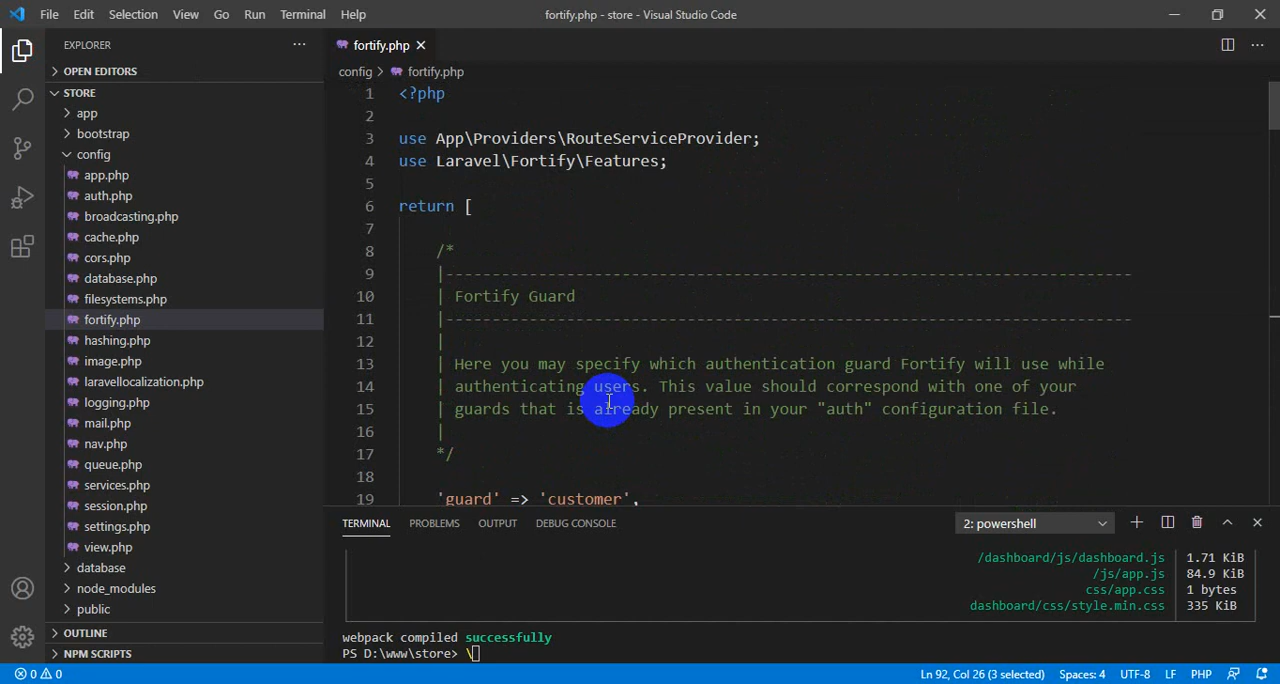 File Edit Selection View Go Run Terminal Help
fortify.php - store - Visual Studio Code
EXPLORER
OPEN EDITORS
STORE
app
bootstrap
config
app.php
auth.php
broadcasting.php
cache.php
cors.php
database.php
filesystems.php
fortify.php
hashing.php
image.php
laravellocalization.php
logging.php
mail.php
nav.php
queue.php
services.php
session.php
settings.php
view.php
database
node_modules
public
OUTLINE
NPM SCRIPTS
fortify.php
config > fortify.php
1 <?php
2
3 use App\Providers\RouteServiceProvider;
4 use Laravel\Fortify\Features;
5
6 return [
7
8 /*
9 |--------------------------------------------------------------------------
10 | Fortify Guard
11 |--------------------------------------------------------------------------
12 |
13 | Here you may specify which authentication guard Fortify will use while
14 | authenticating users. This value should correspond with one of your
15 | guards that is already present in your "auth" configuration file.
16 |
17 */
18
19 'guard' => 'customer',
TERMINAL PROBLEMS OUTPUT DEBUG CONSOLE
2: powershell
/dashboard/js/dashboard.js 1.71 KiB
/js/app.js 84.9 KiB
css/app.css 1 bytes
dashboard/css/style.min.css 335 KiB
webpack compiled successfully
PS D:\www\store> \
0 0
Ln 92, Col 26 (3 selected) Spaces: 4 UTF-8 LF PHP